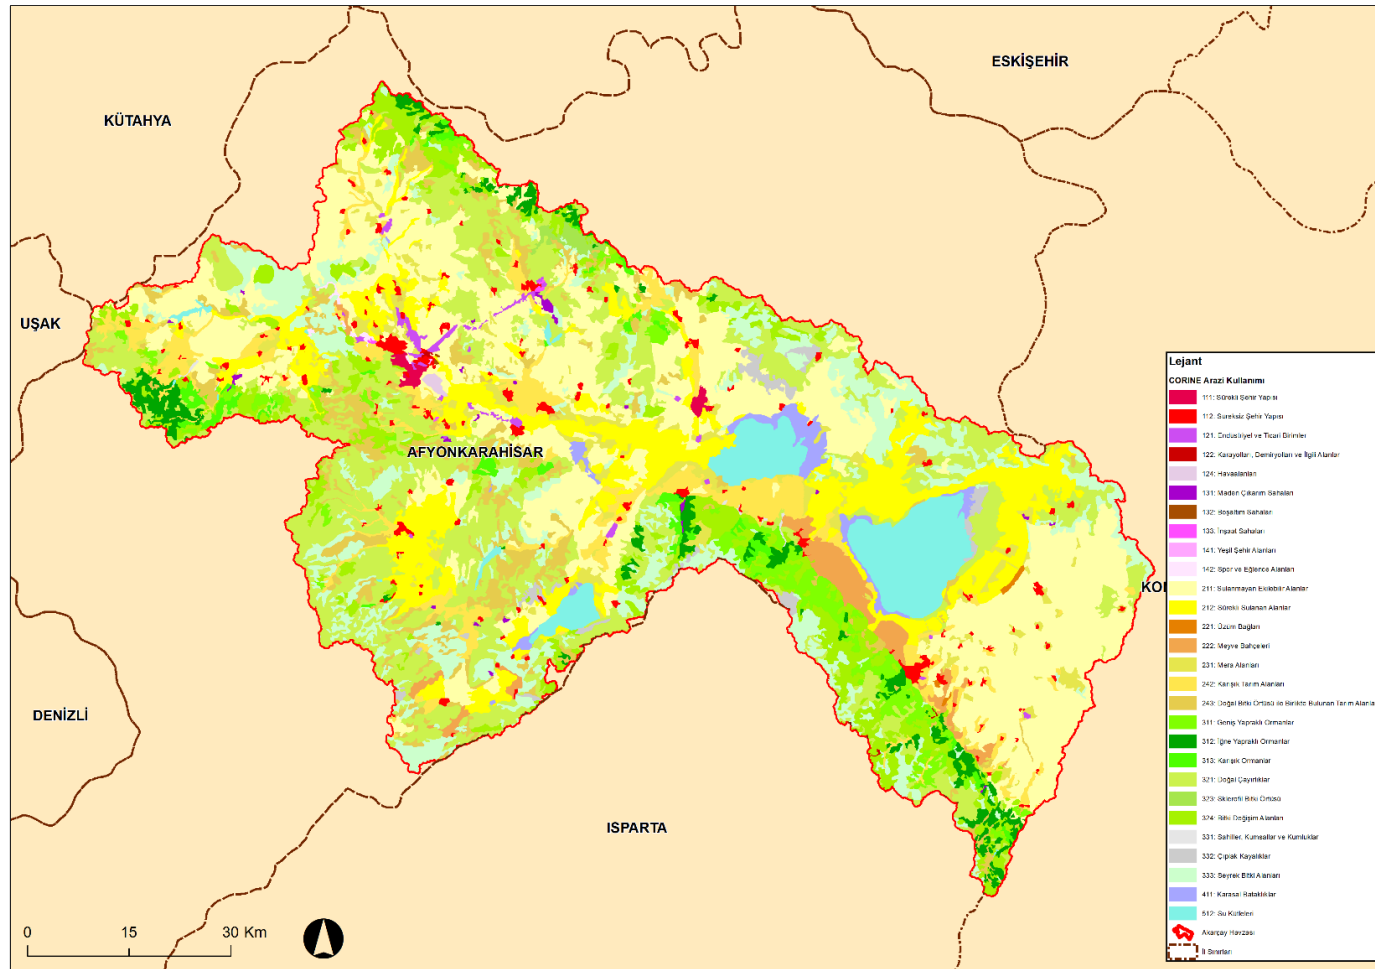 ESKİŞEHİR
KÜTAHYA
UŞAK
AFYONKARAHİSAR
KO
DENİZLİ
ISPARTA
0 15 30 Km
Lejant
CORINE Arazi Kullanımı
111: Sürekli Şehir Yapısı
112: Süreksiz Şehir Yapısı
121: Endüstriyel ve Ticari Birimler
122: Karayolları, Demiryolları ve İlgili Alanlar
124: Havaalanları
131: Maden Çıkarım Sahaları
132: Boşaltım Sahaları
133: İnşaat Sahaları
141: Yeşil Şehir Alanları
142: Spor ve Eğlence Alanları
211: Sulanmayan Ekilebilir Alanlar
212: Sürekli Sulanan Alanlar
221: Üzüm Bağları
222: Meyve Bahçeleri
231: Mera Alanları
242: Karışık Tarım Alanları
243: Doğal Bitki Örtüsü ile Birlikte Bulunan Tarım Alanla
311: Geniş Yapraklı Ormanlar
312: İğne Yapraklı Ormanlar
313: Karışık Ormanlar
321: Doğal Çayırlıklar
323: Sklerofil Bitki Örtüsü
324: Bitki Değişim Alanları
331: Sahiller, Kumsallar ve Kumluklar
332: Çıplak Kayalıklar
333: Seyrek Bitki Alanları
411: Karasal Bataklıklar
512: Su Kütleleri
Akarçay Havzası
İl Sınırları